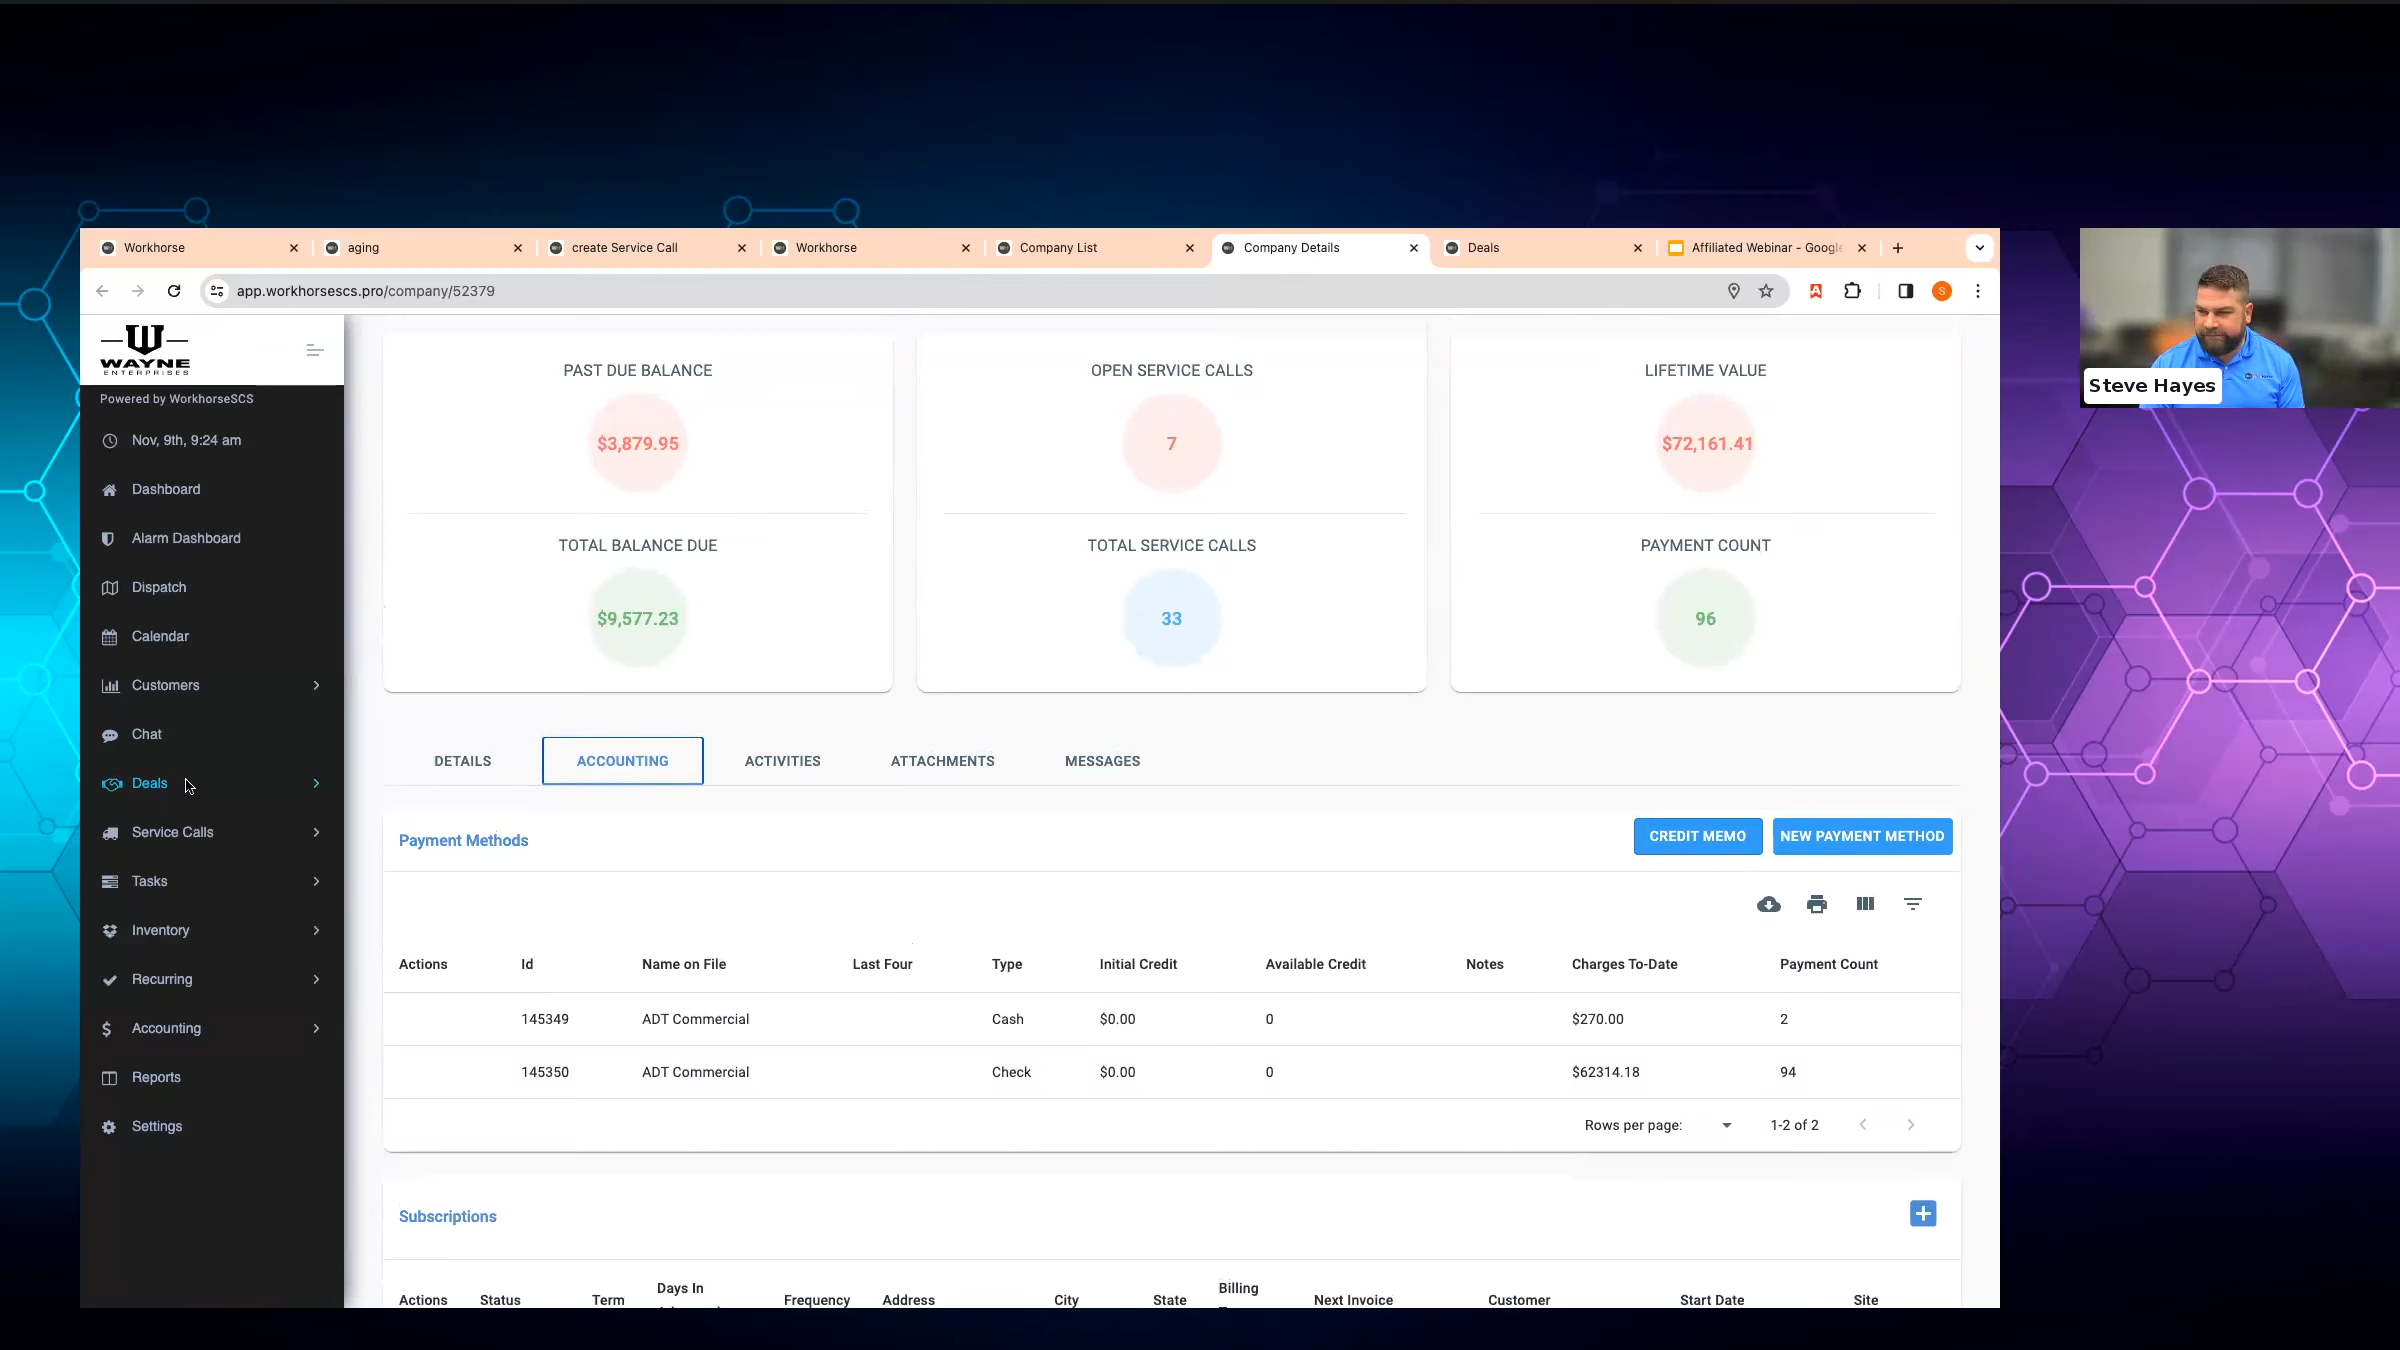 Workhorse
aging
create Service Call
Workhorse
Company List
Company Details
Deals
Affiliated Webinar - Google
app.workhorsescs.pro/company/52379
S
WAYNE
ENTERPRISES
Powered by WorkhorseSCS
Nov, 9th, 9:24 am
Dashboard
Alarm Dashboard
Dispatch
Calendar
Customers
Chat
Deals
Service Calls
Tasks
Inventory
Recurring
Accounting
Reports
Settings
PAST DUE BALANCE
$3,879.95
TOTAL BALANCE DUE
$9,577.23
OPEN SERVICE CALLS
7
TOTAL SERVICE CALLS
33
LIFETIME VALUE
$72,161.41
PAYMENT COUNT
96
DETAILS ACCOUNTING ACTIVITIES ATTACHMENTS MESSAGES
Payment Methods
CREDIT MEMO NEW PAYMENT METHOD
Actions Id Name on File Last Four Type Initial Credit Available Credit Notes Charges To-Date Payment Count
145349 ADT Commercial Cash $0.00 0 $270.00 2
145350 ADT Commercial Check $0.00 0 $62314.18 94
Rows per page: 1-2 of 2
Subscriptions
Actions Status Term Days In Frequency Address City State Billing Next Invoice Customer Start Date Site
Steve Hayes